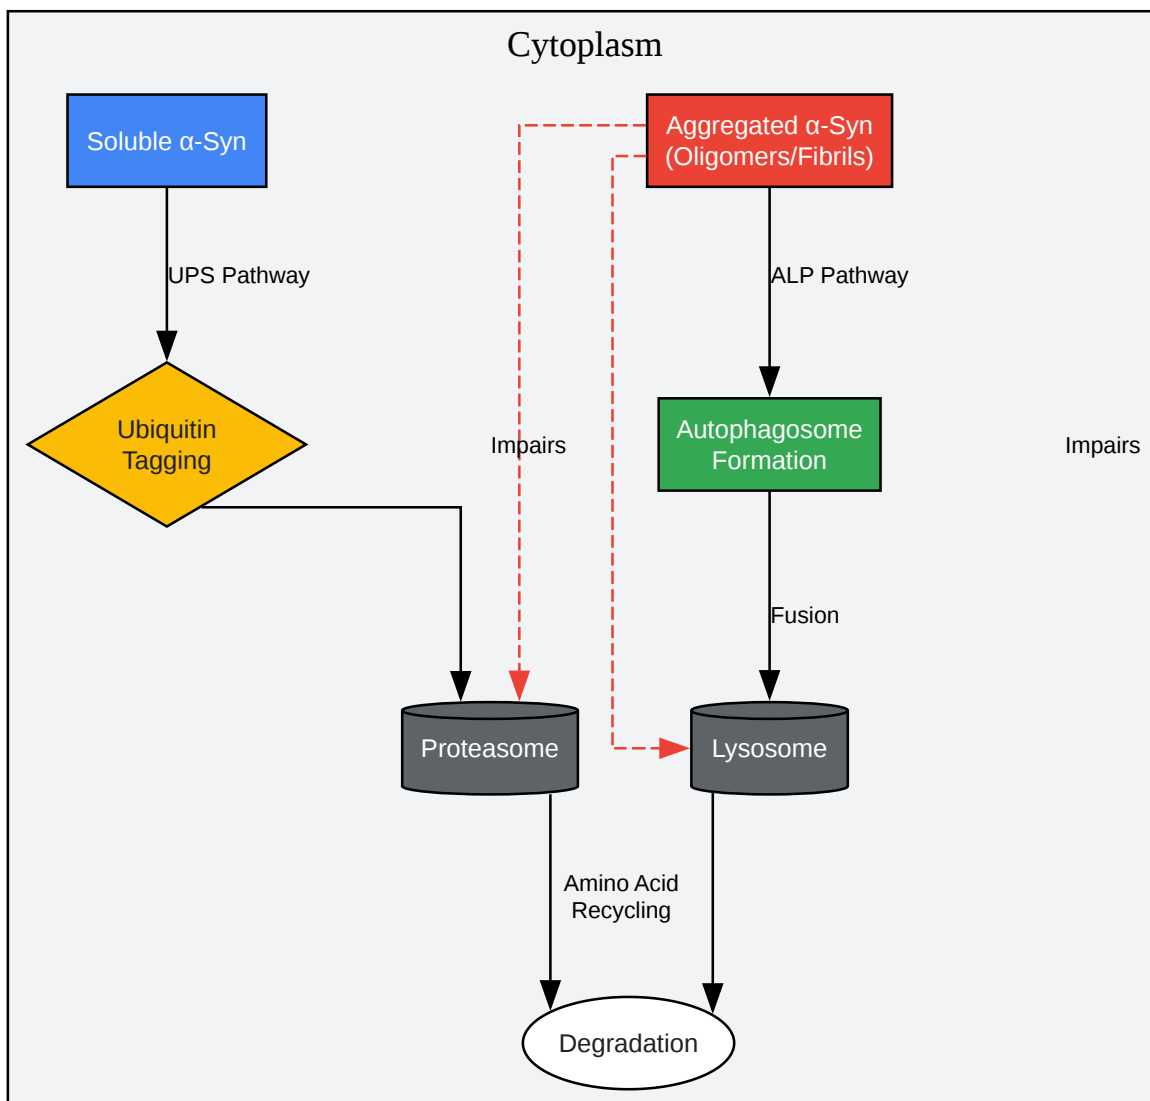 Cytoplasm
Soluble α-Syn
Aggregated α-Syn
(Oligomers/Fibrils)
UPS Pathway
ALP Pathway
Ubiquitin
Tagging
Impairs
Autophagosome
Formation
Impairs
Fusion
Proteasome
Lysosome
Amino Acid
Recycling
Degradation